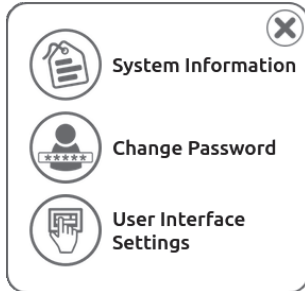 System Information
Change Password
*****
User Interface
Settings